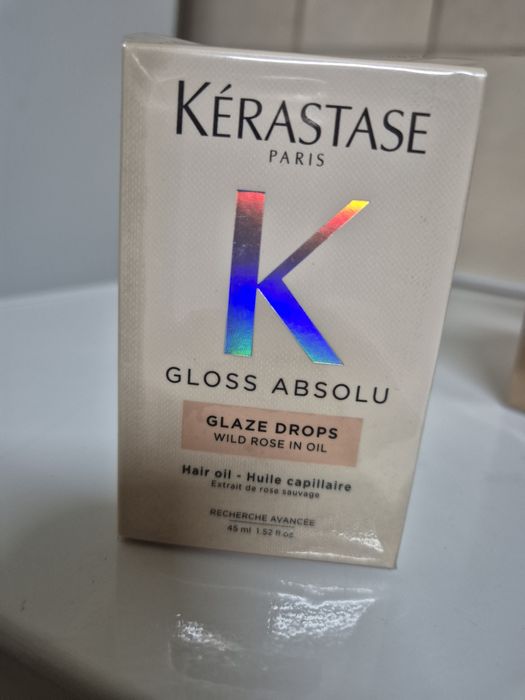 KÉRASTASE
PARIS
K
GLOSS ABSOLU
GLAZE DROPS
WILD ROSE IN OIL
Hair oil - Huile capillaire
Extrait de rose sauvage
RECHERCHE AVANCÉE
45 ml 1.52 fl.oz.